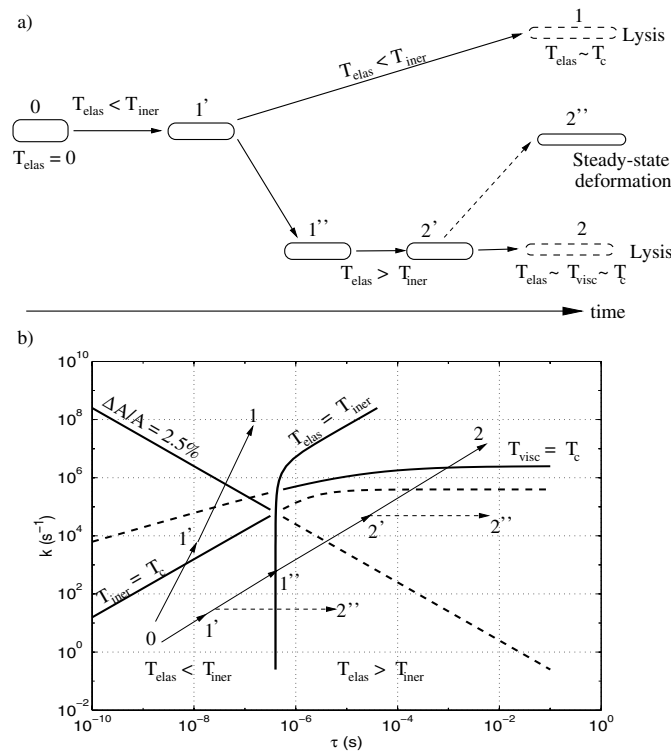 a)
1
Lysis
T_elas ~ T_c
T_elas < T_iner
0
T_elas < T_iner
1'
2''
T_elas = 0
Steady-state
deformation
1''
2'
2
Lysis
T_elas > T_iner
T_elas ~ T_visc ~ T_c
time
b)
10^10
10^8
10^6
10^4
10^2
10^0
10^-2
k (s^-1)
ΔA/A = 2.5%
1
T_elas = T_iner
2
T_visc = T_c
1'
2'
2''
T_iner = T_c
1''
0
1'
2''
T_elas < T_iner
T_elas > T_iner
10^-10
10^-8
10^-6
10^-4
10^-2
10^0
τ (s)